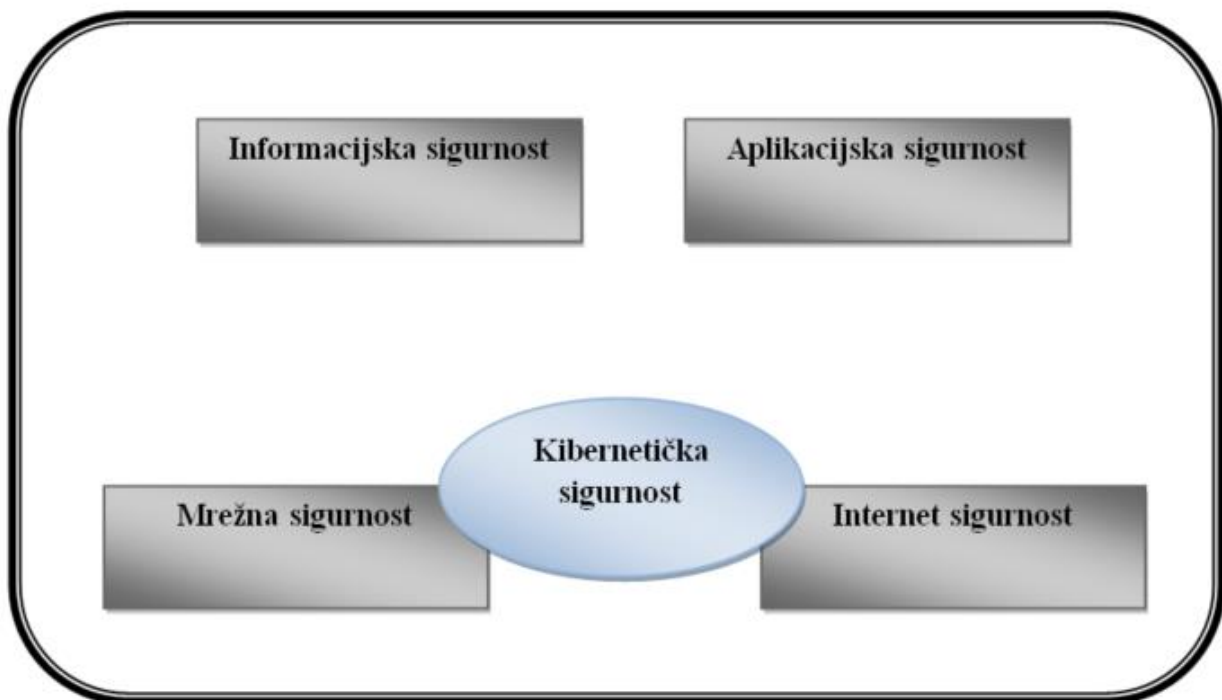 Informacijska sigurnost
Aplikacijska sigurnost
Kibernetička
sigurnost
Mrežna sigurnost
Internet sigurnost